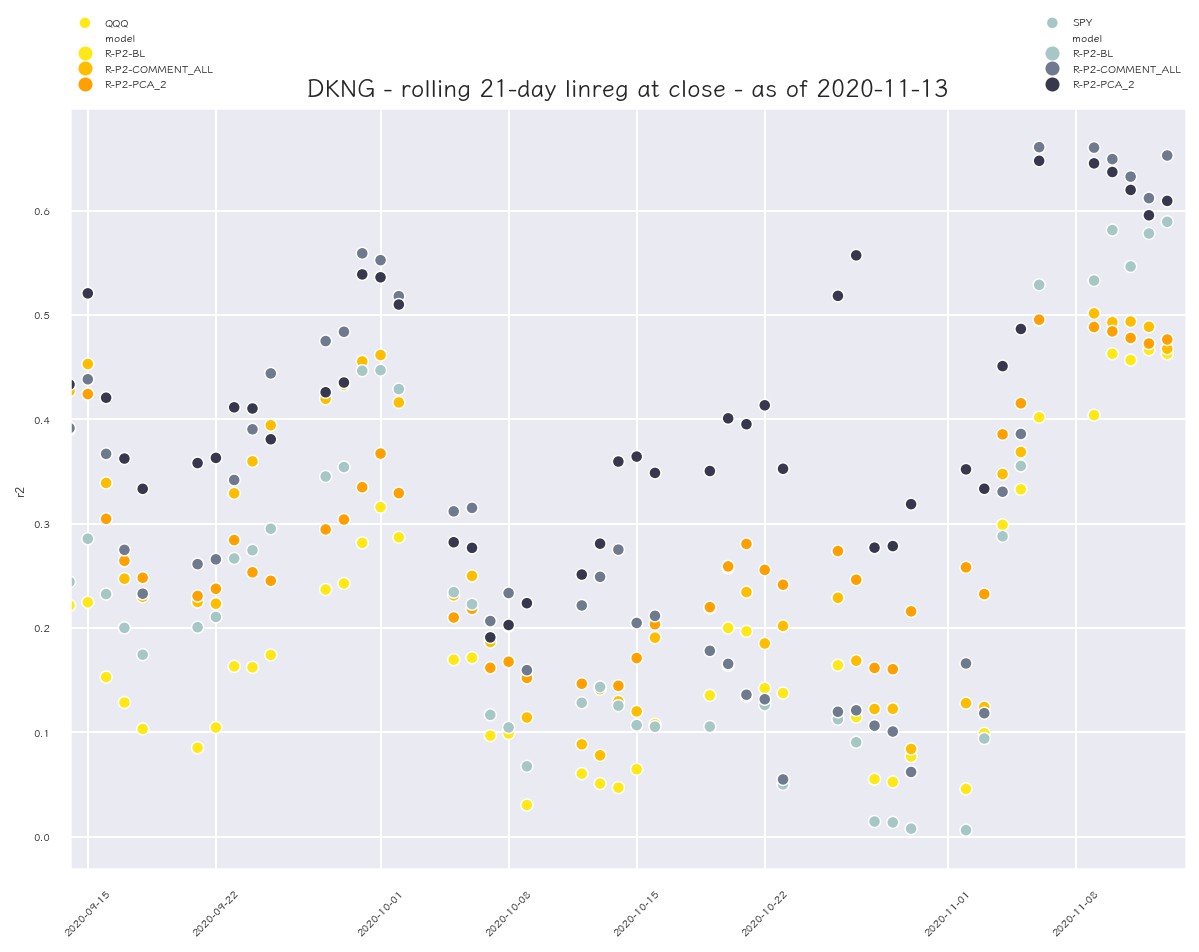 QQQ
model
R-P2-BL
R-P2-COMMENT_ALL
R-P2-PCA_2
SPY
model
R-P2-BL
R-P2-COMMENT_ALL
R-P2-PCA_2
DKNG - rolling 21-day linreg at close - as of 2020-11-13
r2
0.6
0.5
0.4
0.3
0.2
0.1
0.0
2020-09-15
2020-09-22
2020-10-01
2020-10-08
2020-10-15
2020-10-22
2020-11-01
2020-11-08